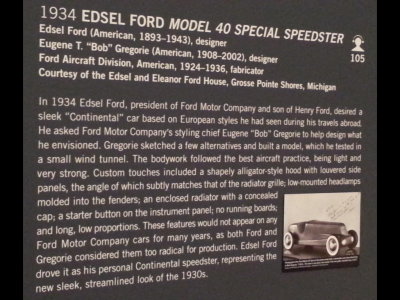 1934 EDSEL FORD MODEL 40 SPECIAL SPEEDSTER
Edsel Ford (American, 1893–1943), designer
Eugene T. "Bob" Gregorie (American, 1908–2002), designer
Ford Aircraft Division, American, 1924–1936, fabricator
Courtesy of the Edsel and Eleanor Ford House, Grosse Pointe Shores, Michigan
105
In 1934 Edsel Ford, president of Ford Motor Company and son of Henry Ford, desired a
sleek "Continental" car based on European styles he had seen during his travels abroad.
He asked Ford Motor Company's styling chief Eugene "Bob" Gregorie to help design what
he envisioned. Gregorie sketched a few alternatives and built a model, which he tested in
a small wind tunnel. The bodywork followed the best aircraft practice, being light and
very strong. Custom touches included a shapely alligator-style hood with louvered side
panels, the angle of which subtly matches that of the radiator grille; low-mounted headlamps
molded into the fenders; an enclosed radiator with a concealed
cap; a starter button on the instrument panel; no running boards;
and long, low proportions. These features would not appear on any
Ford Motor Company cars for many years, as both Ford and
Gregorie considered them too radical for production. Edsel Ford
drove it as his personal Continental speedster, representing the
new sleek, streamlined look of the 1930s.